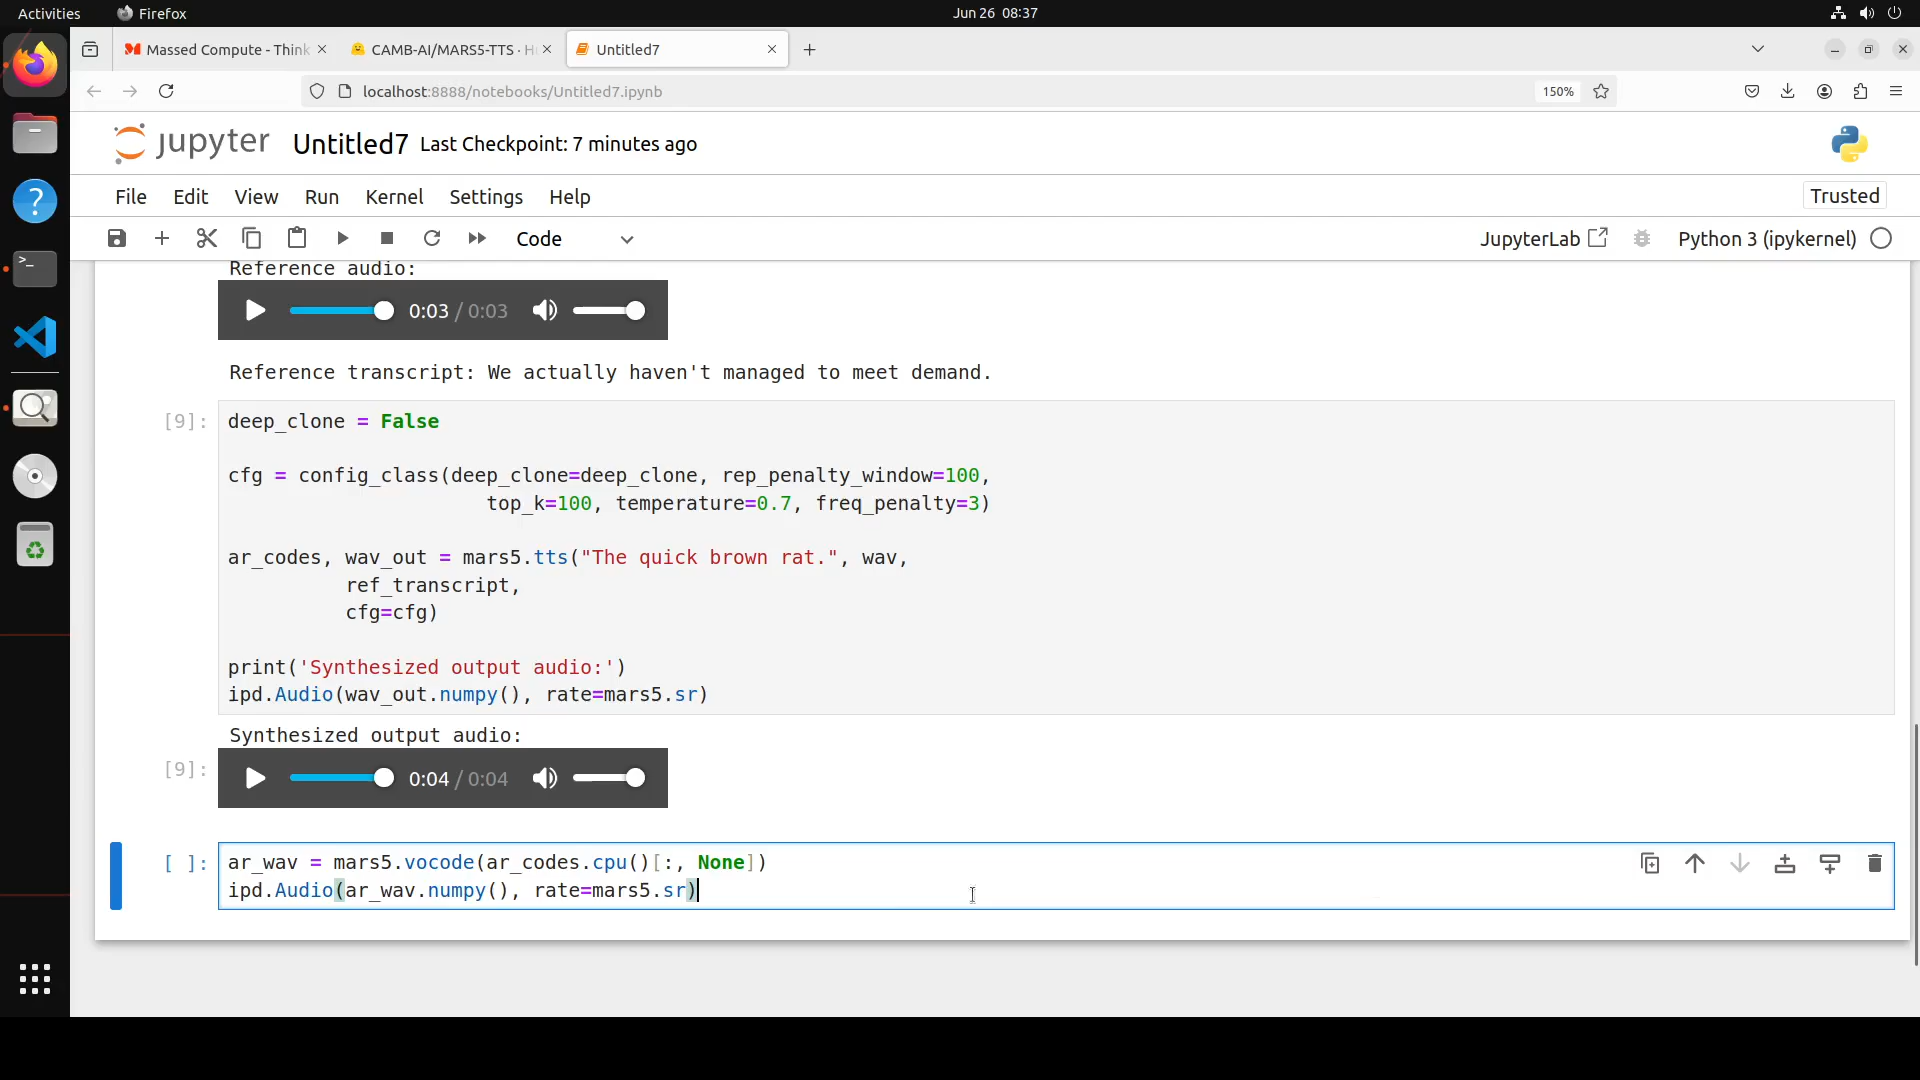 Activities Firefox Jun 26 08:37
Massed Compute - Think CAMB-AI/MARS5-TTS · H Untitled7
localhost:8888/notebooks/Untitled7.ipynb 150%
jupyter Untitled7 Last Checkpoint: 7 minutes ago
File Edit View Run Kernel Settings Help Trusted
Code JupyterLab Python 3 (ipykernel)
Reference audio:
0:03 / 0:03
Reference transcript: We actually haven't managed to meet demand.
[9]: deep_clone = False
cfg = config_class(deep_clone=deep_clone, rep_penalty_window=100,
top_k=100, temperature=0.7, freq_penalty=3)
ar_codes, wav_out = mars5.tts("The quick brown rat.", wav,
ref_transcript,
cfg=cfg)
print('Synthesized output audio:')
ipd.Audio(wav_out.numpy(), rate=mars5.sr)
Synthesized output audio:
[9]: 0:04 / 0:04
[ ]: ar_wav = mars5.vocode(ar_codes.cpu()[:, None])
ipd.Audio(ar_wav.numpy(), rate=mars5.sr)